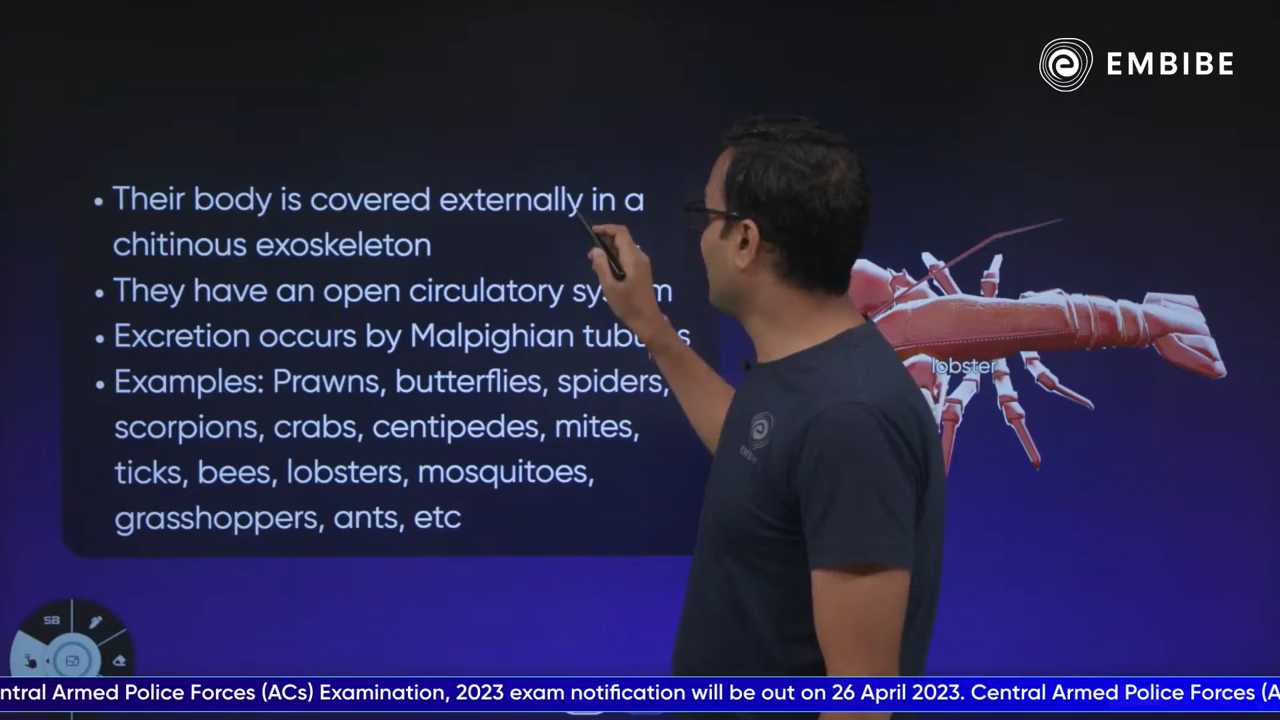 EMBIBE
• Their body is covered externally in a
chitinous exoskeleton
• They have an open circulatory system
• Excretion occurs by Malpighian tubules
• Examples: Prawns, butterflies, spiders,
scorpions, crabs, centipedes, mites,
ticks, bees, lobsters, mosquitoes,
grasshoppers, ants, etc
lobster
SB
ntral Armed Police Forces (ACs) Examination, 2023 exam notification will be out on 26 April 2023. Central Armed Police Forces (A